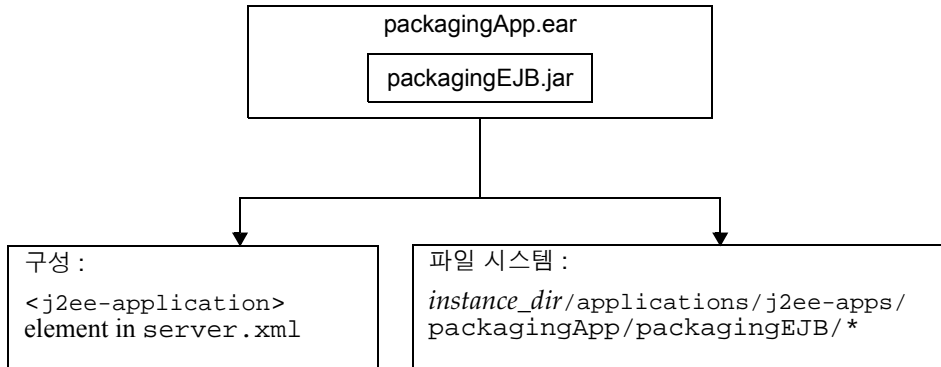 packagingApp.ear
packagingEJB.jar
구성 :
<j2ee-application>
element in server.xml
파일 시스템 :
instance_dir/applications/j2ee-apps/
packagingApp/packagingEJB/*